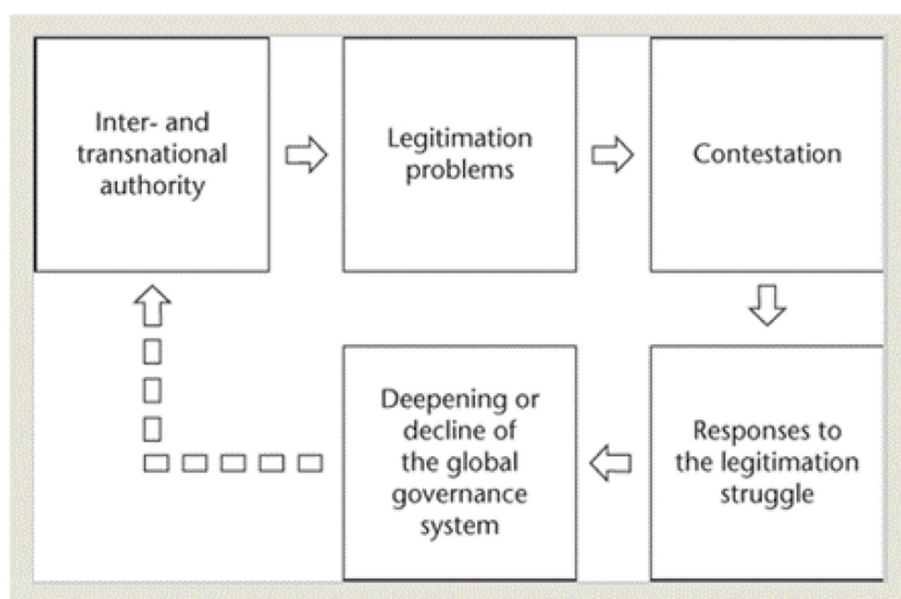 Inter- and
transnational
authority
Legitimation
problems
Contestation
Deepening or
decline of
the global
governance
system
Responses to
the legitimation
struggle